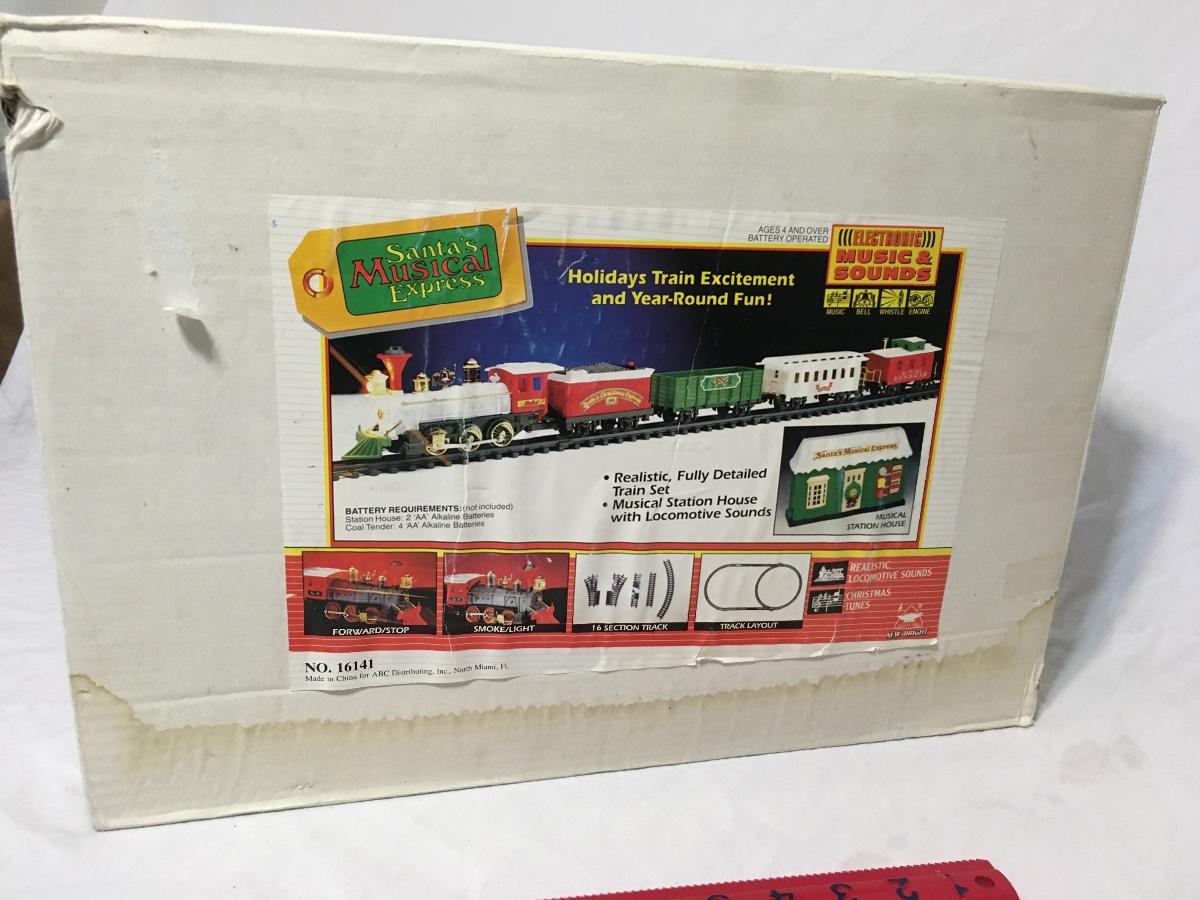 Santa's
Musical
Express
AGES 4 AND OVER
BATTERY OPERATED
(((ELECTRONIC)))
MUSIC &
SOUNDS
MUSIC BELL WHISTLE ENGINE
Holidays Train Excitement
and Year-Round Fun!
Santa's Musical Express
MUSICAL
STATION HOUSE
• Realistic, Fully Detailed
Train Set
• Musical Station House
with Locomotive Sounds
BATTERY REQUIREMENTS: (not included)
Station House: 2 'AA' Alkaline Batteries
Coal Tender: 4 'AA' Alkaline Batteries
FORWARD/STOP
SMOKE/LIGHT
16 SECTION TRACK
TRACK LAYOUT
REALISTIC
LOCOMOTIVE SOUNDS
CHRISTMAS
TUNES
NEW BRIGHT
NO. 16141
Made in China for ABC Distributing, Inc., North Miami, FL
1 2 3 4